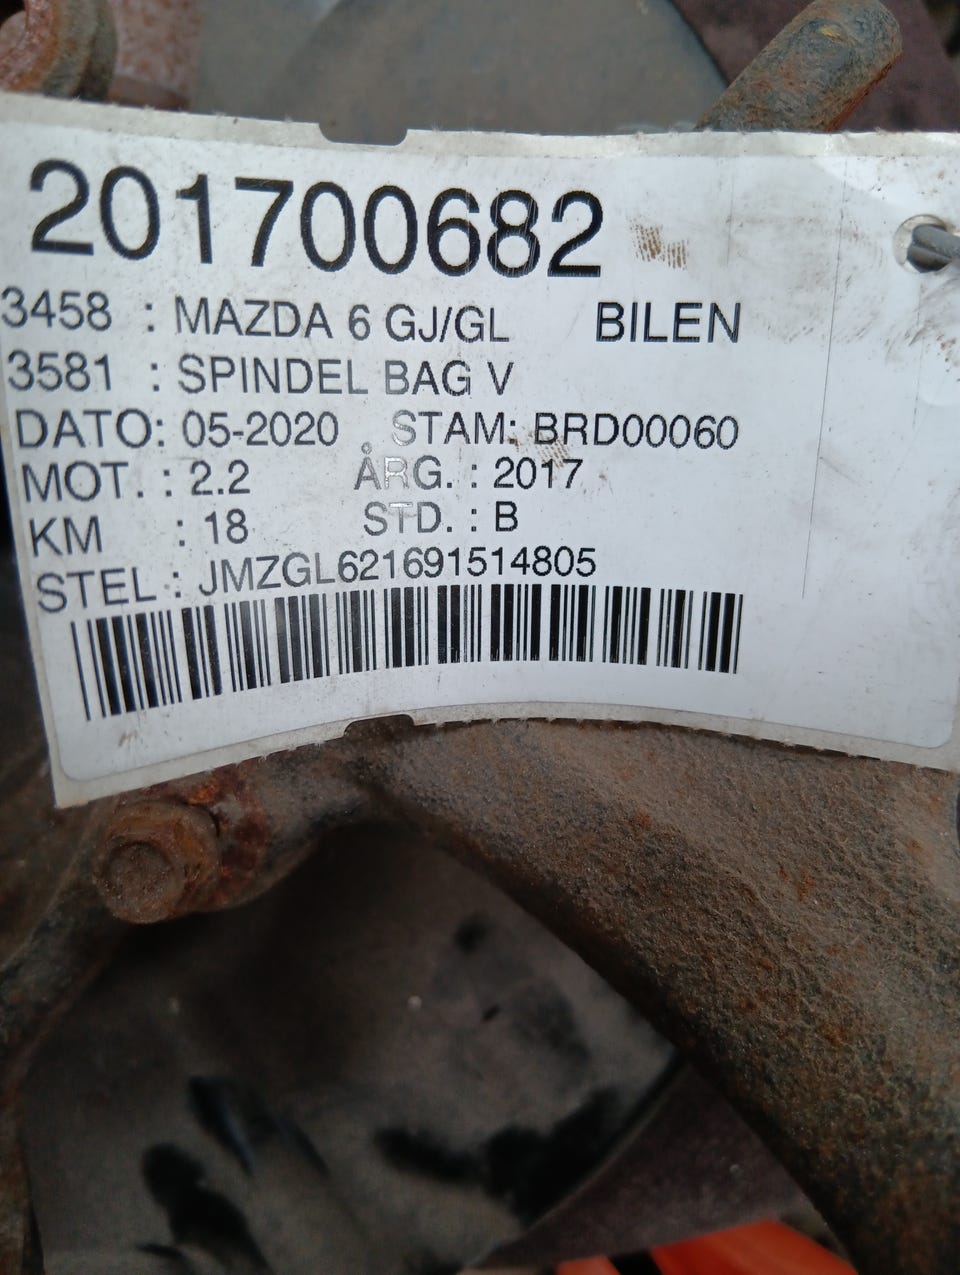 201700682
3458 : MAZDA 6 GJ/GL BILEN
3581 : SPINDEL BAG V
DATO: 05-2020 STAM: BRD00060
MOT. : 2.2 ÅRG. : 2017
KM : 18 STD. : B
STEL : JMZGL621691514805